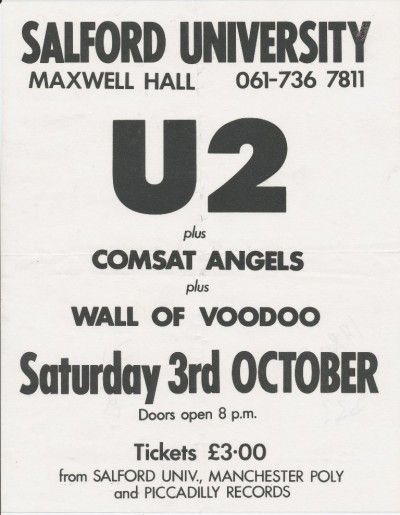 SALFORD UNIVERSITY
MAXWELL HALL 061-736 7811
U2
plus
COMSAT ANGELS
plus
WALL OF VOODOO
Saturday 3rd OCTOBER
Doors open 8 p.m.
Tickets £3·00
from SALFORD UNIV., MANCHESTER POLY
and PICCADILLY RECORDS